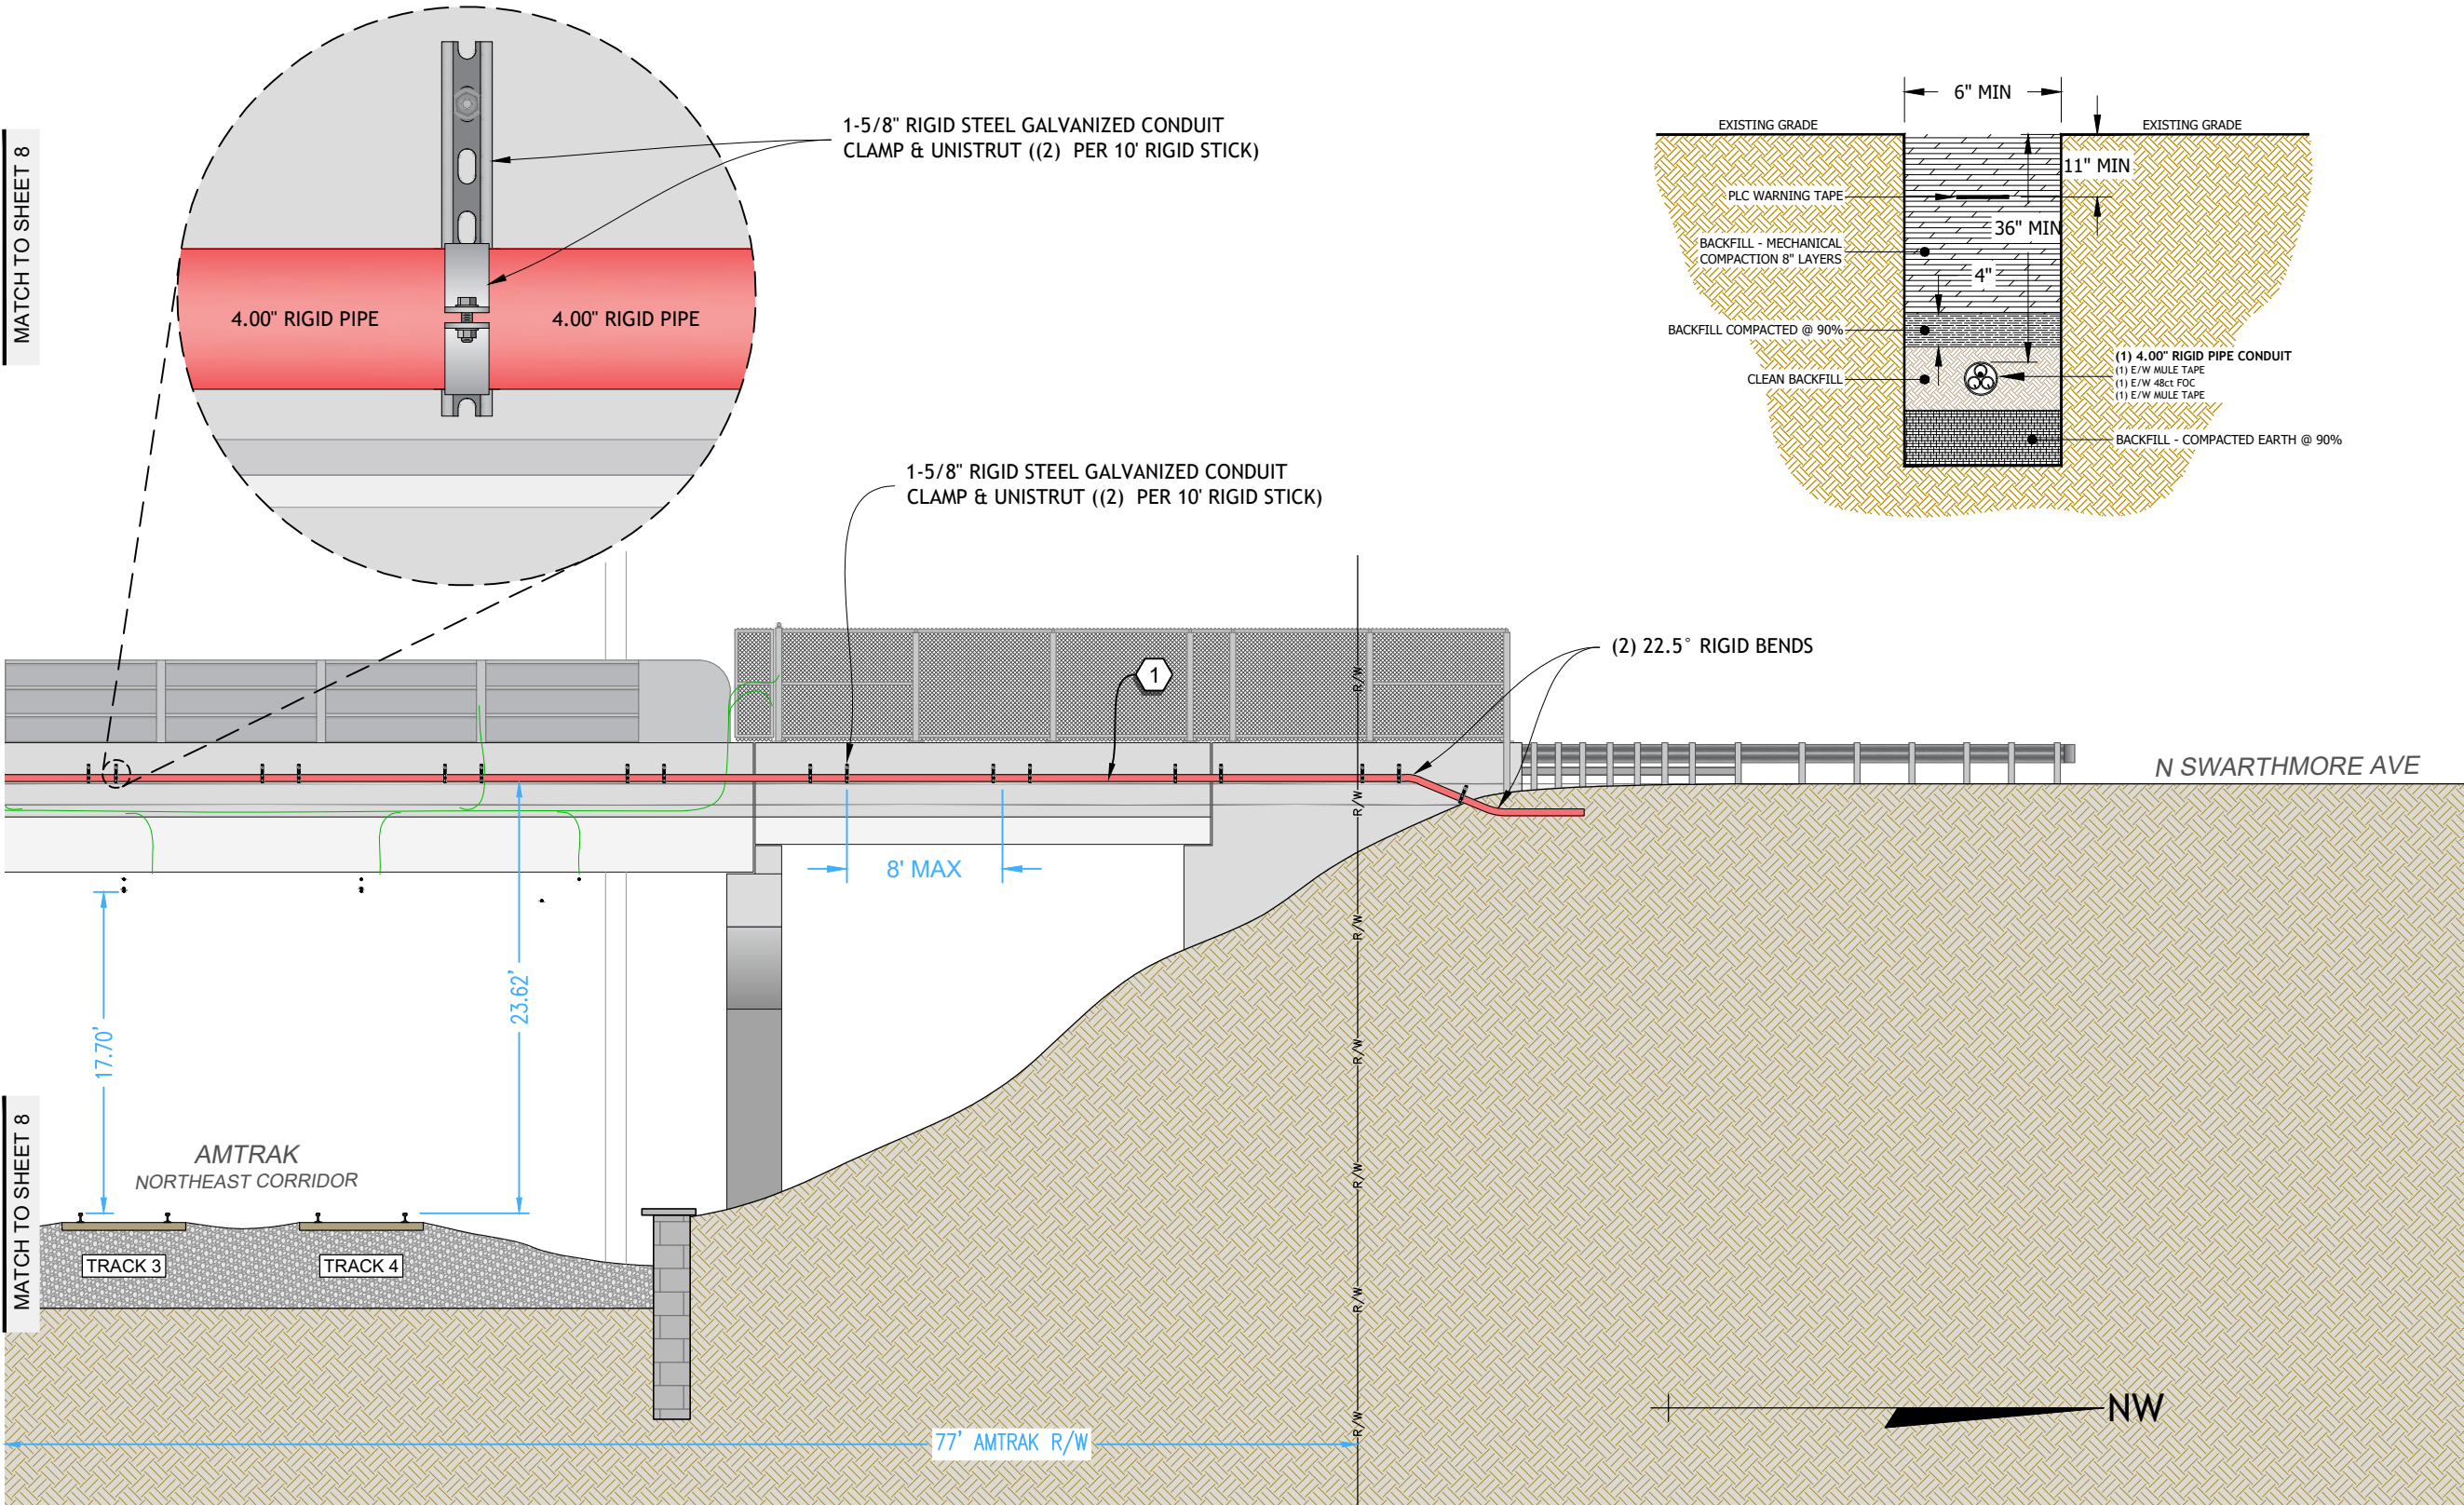 MATCH TO SHEET 8
1-5/8" RIGID STEEL GALVANIZED CONDUIT
CLAMP & UNISTRUT ((2) PER 10' RIGID STICK)
4.00" RIGID PIPE
4.00" RIGID PIPE
6" MIN
EXISTING GRADE
EXISTING GRADE
11" MIN
PLC WARNING TAPE
36" MIN
BACKFILL - MECHANICAL
COMPACTION 8" LAYERS
4"
BACKFILL COMPACTED @ 90%
(1) 4.00" RIGID PIPE CONDUIT
(1) E/W MULE TAPE
(1) E/W 48ct FOC
(1) E/W MULE TAPE
CLEAN BACKFILL
BACKFILL - COMPACTED EARTH @ 90%
1-5/8" RIGID STEEL GALVANIZED CONDUIT
CLAMP & UNISTRUT ((2) PER 10' RIGID STICK)
(2) 22.5° RIGID BENDS
1
R/W
R/W
R/W
R/W
R/W
R/W
R/W
N SWARTHMORE AVE
8' MAX
23.62'
17.70'
MATCH TO SHEET 8
AMTRAK
NORTHEAST CORRIDOR
TRACK 3
TRACK 4
NW
77' AMTRAK R/W